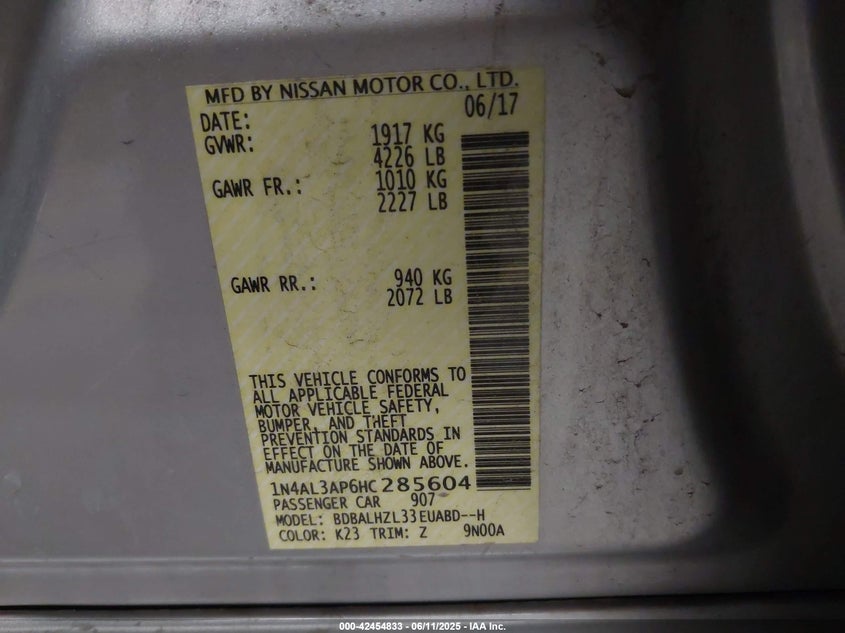 MFD BY NISSAN MOTOR CO., LTD.
DATE: 06/17
GVWR: 1917 KG
4226 LB
GAWR FR.: 1010 KG
2227 LB
GAWR RR.: 940 KG
2072 LB
THIS VEHICLE CONFORMS TO
ALL APPLICABLE FEDERAL
MOTOR VEHICLE SAFETY,
BUMPER, AND THEFT
PREVENTION STANDARDS IN
EFFECT ON THE DATE OF
MANUFACTURE SHOWN ABOVE.
1N4AL3AP6HC285604
PASSENGER CAR 907
MODEL: BDBALHZL33EUABD--H
COLOR: K23 TRIM: Z 9N00A
000-42454833 - 06/11/2025 - IAA Inc.